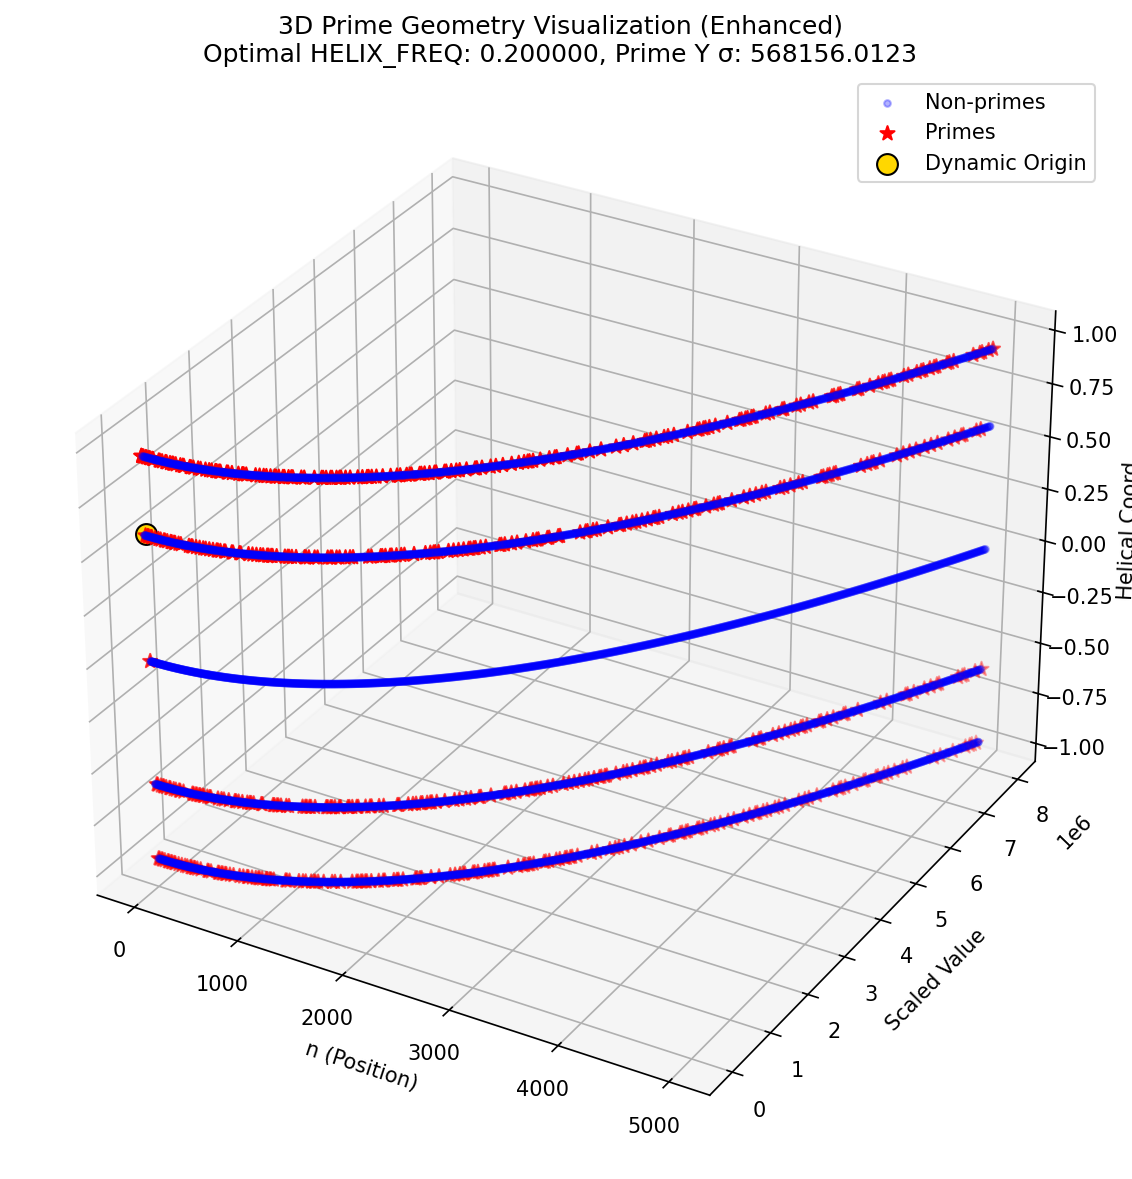 3D Prime Geometry Visualization (Enhanced)
Optimal HELIX_FREQ: 0.200000, Prime Y σ: 568156.0123
Non-primes
Primes
Dynamic Origin
1.00
0.75
0.50
0.25
0.00
−0.25
−0.50
−0.75
−1.00
Helical Coord
0
1000
2000
3000
4000
5000
n (Position)
0
1
2
3
4
5
6
7
8
1e6
Scaled Value